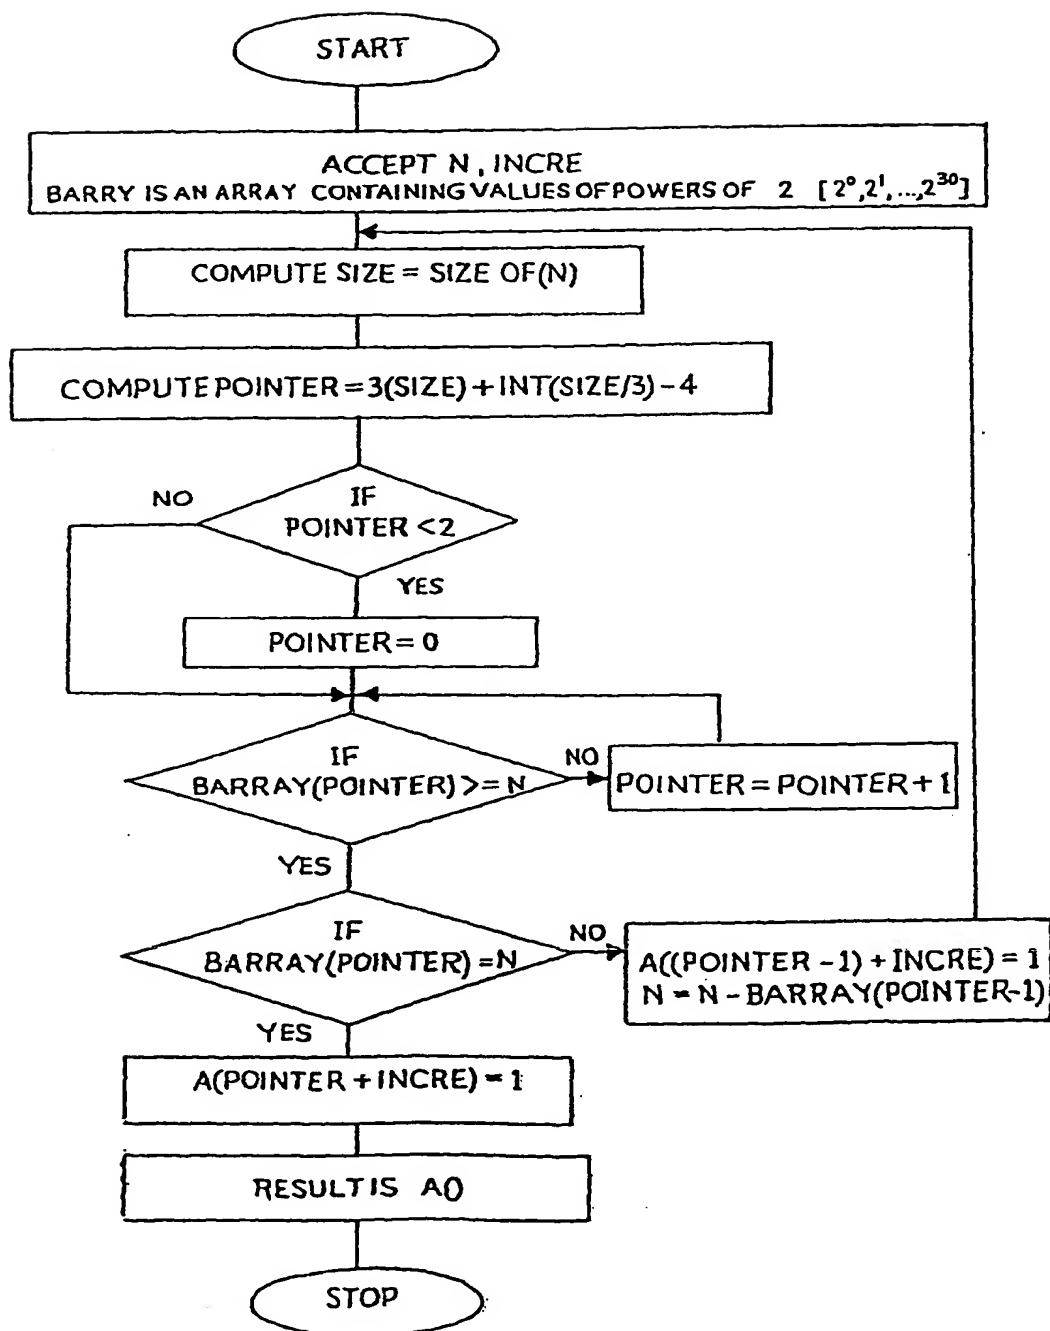 START
ACCEPT N, INCRE
BARRY IS AN ARRAY CONTAINING VALUES OF POWERS OF 2 [2⁰,2¹,...,2³⁰]
COMPUTE SIZE = SIZE OF(N)
COMPUTE POINTER = 3(SIZE) + INT(SIZE/3) - 4
NO
IF
POINTER < 2
YES
POINTER = 0
IF
BARRAY(POINTER) >= N
NO
POINTER = POINTER + 1
YES
IF
BARRAY(POINTER) = N
NO
A((POINTER - 1) + INCRE) = 1
N = N - BARRAY(POINTER-1)
YES
A(POINTER + INCRE) = 1
RESULT IS A()
STOP